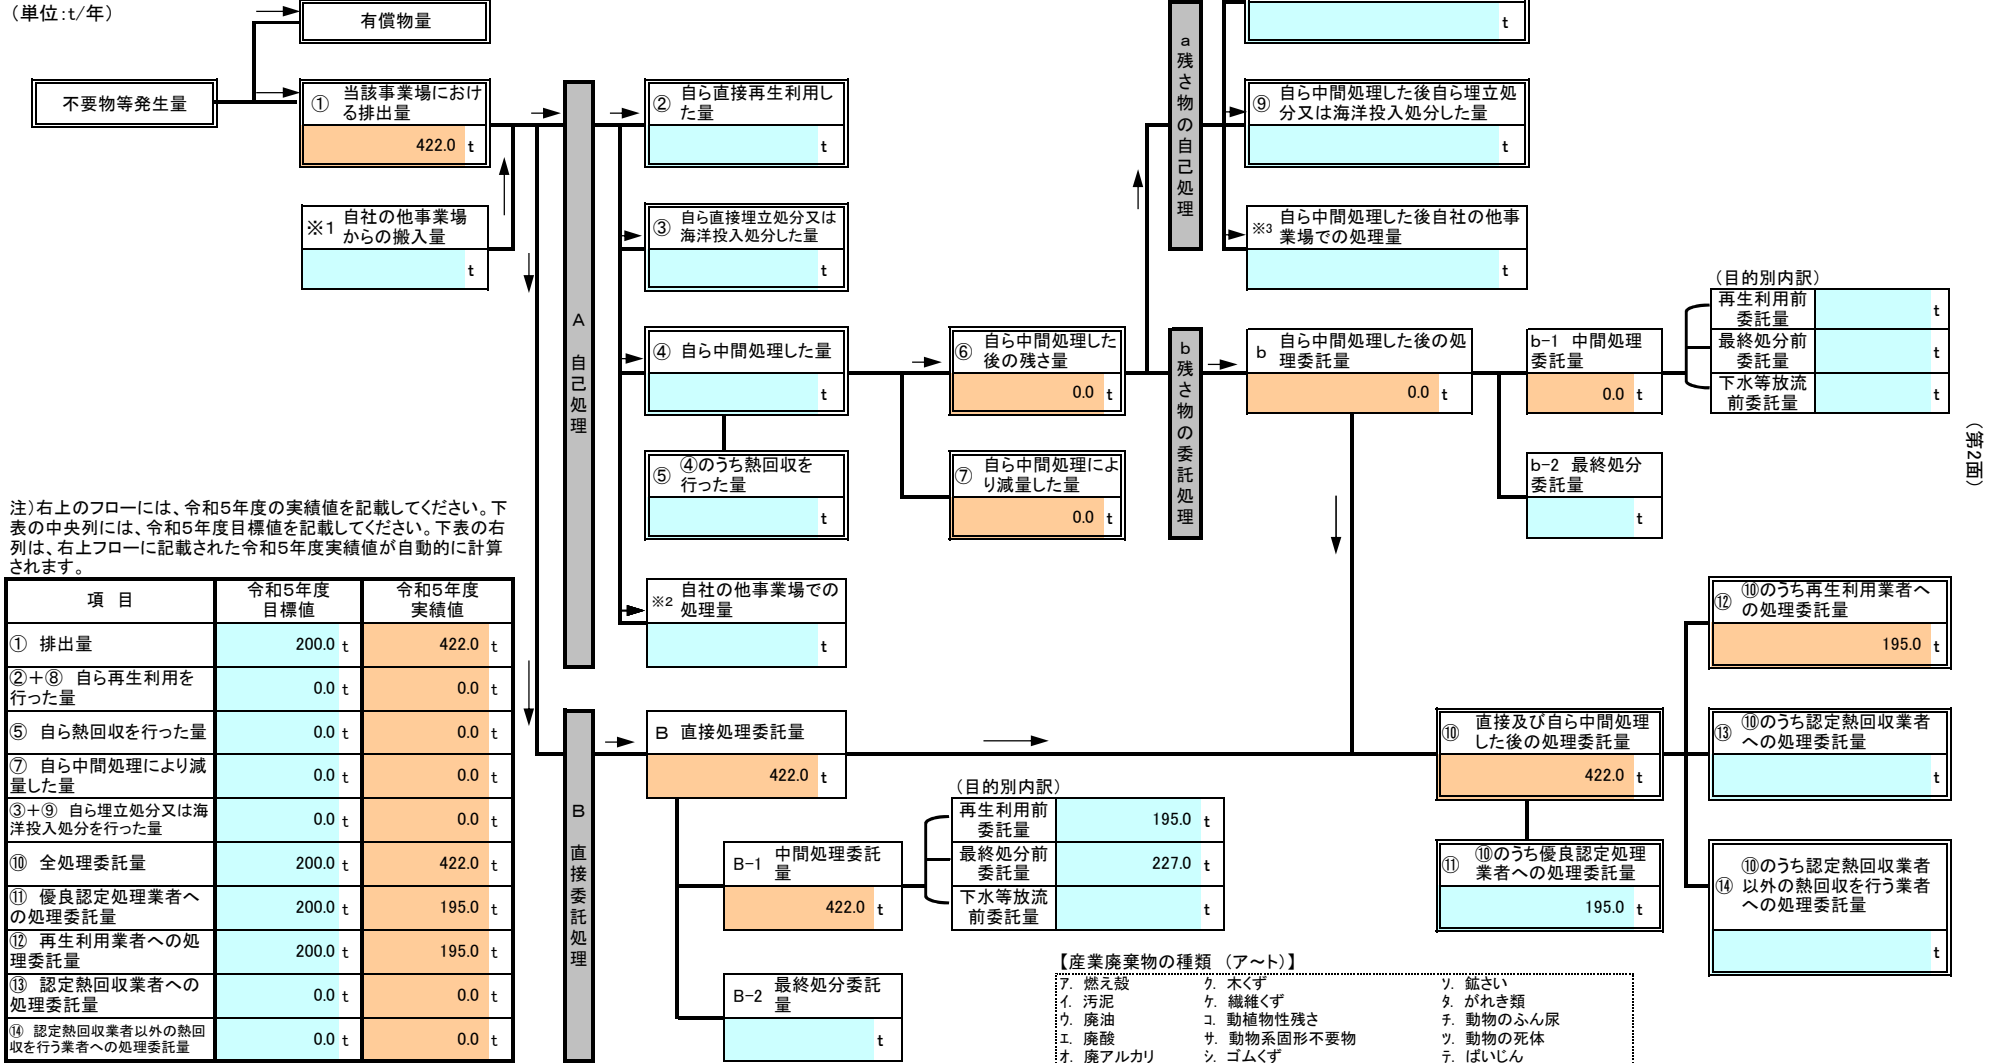 (単位:t/年)
有償物量
不要物等発生量
① 当該事業場におけ
る排出量
422.0 t
※1 自社の他事業場
からの搬入量
t
A 自己処理
② 自ら直接再生利用し
た量
t
③ 自ら直接埋立処分又は
海洋投入処分した量
t
④ 自ら中間処理した量
t
⑤ ④のうち熱回収を
行った量
t
※2 自社の他事業場での
処理量
t
⑥ 自ら中間処理した
後の残さ量
0.0 t
⑦ 自ら中間処理によ
り減量した量
0.0 t
a 残さ物の自己処理
t
⑨ 自ら中間処理した後自ら埋立処
分又は海洋投入処分した量
t
※3 自ら中間処理した後自社の他事
業場での処理量
t
b 残さ物の委託処理
b 自ら中間処理した後の処
理委託量
0.0 t
b-1 中間処理
委託量
0.0 t
(目的別内訳)
再生利用前
委託量
t
最終処分前
委託量
t
下水等放流
前委託量
t
b-2 最終処分
委託量
t
(第2面)
注)右上のフローには、令和5年度の実績値を記載してください。下
表の中央列には、令和5年度目標値を記載してください。下表の右
列は、右上フローに記載された令和5年度実績値が自動的に計算
されます。
項 目 令和5年度
目標値 令和5年度
実績値
① 排出量 200.0 t 422.0 t
②+⑧ 自ら再生利用を
行った量 0.0 t 0.0 t
⑤ 自ら熱回収を行った量 0.0 t 0.0 t
⑦ 自ら中間処理により減
量した量 0.0 t 0.0 t
③+⑨ 自ら埋立処分又は海
洋投入処分を行った量 0.0 t 0.0 t
⑩ 全処理委託量 200.0 t 422.0 t
⑪ 優良認定処理業者へ
の処理委託量 200.0 t 195.0 t
⑫ 再生利用業者への処
理委託量 200.0 t 195.0 t
⑬ 認定熱回収業者への
処理委託量 0.0 t 0.0 t
⑭ 認定熱回収業者以外の熱回
収を行う業者への処理委託量 0.0 t 0.0 t
B 直接委託処理
B 直接処理委託量
422.0 t
B-1 中間処理委託
量
422.0 t
B-2 最終処分委託
量
t
(目的別内訳)
再生利用前
委託量
195.0 t
最終処分前
委託量
227.0 t
下水等放流
前委託量
t
⑩ 直接及び自ら中間処理
した後の処理委託量
422.0 t
⑪ ⑩のうち優良認定処理
業者への処理委託量
195.0 t
⑫ ⑩のうち再生利用業者へ
の処理委託量
195.0 t
⑬ ⑩のうち認定熱回収業者
への処理委託量
t
⑭ ⑩のうち認定熱回収業者
以外の熱回収を行う業者
への処理委託量
t
【産業廃棄物の種類 (ア~ト)】
ア. 燃え殻 ク. 木くず ソ. 鉱さい
イ. 汚泥 ケ. 繊維くず タ. がれき類
ウ. 廃油 コ. 動植物性残さ チ. 動物のふん尿
エ. 廃酸 サ. 動物系固形不要物 ツ. 動物の死体
オ. 廃アルカリ シ. ゴムくず テ. ばいじん